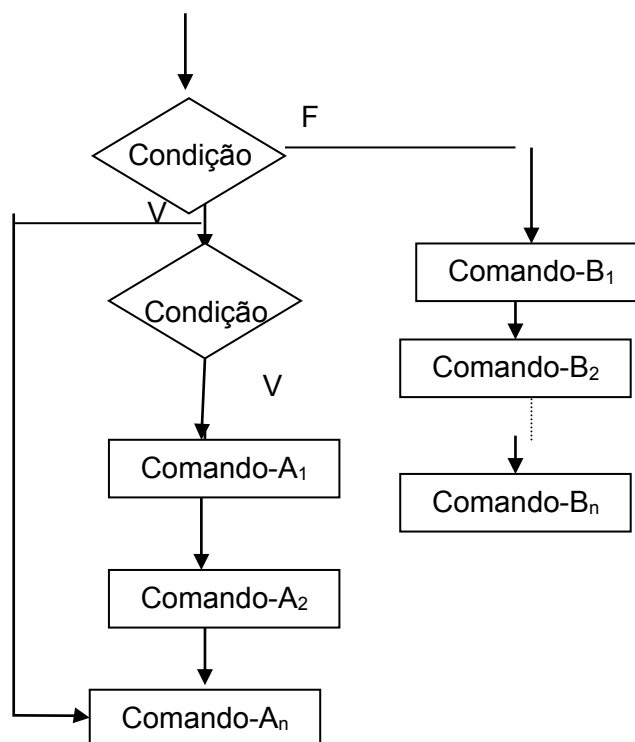 F
Condição
V
Comando-B₁
Condição
Comando-B₂
V
Comando-A₁
Comando-Bₙ
Comando-A₂
Comando-Aₙ